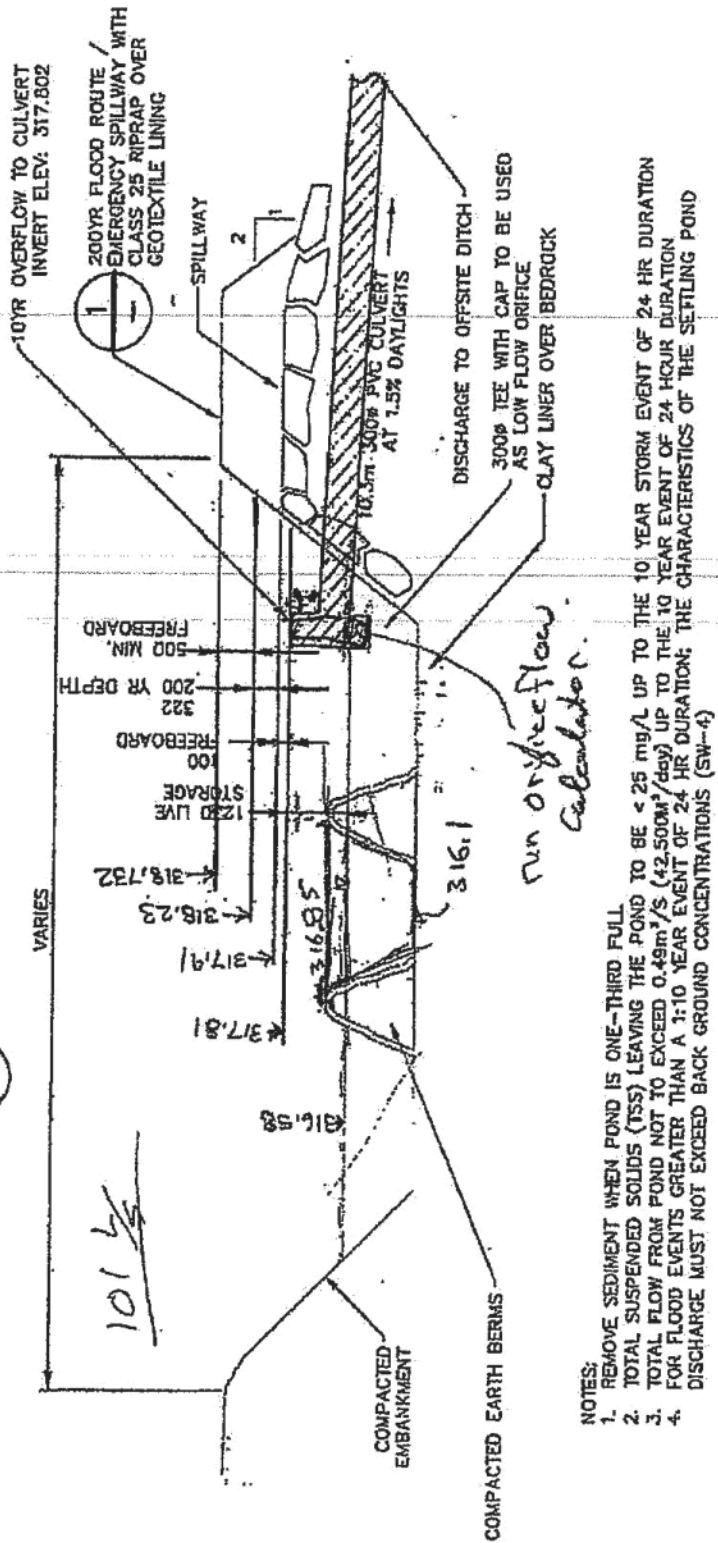 10YR OVERFLOW TO CULVERT
INVERT ELEV: 317.802
200YR FLOOD ROUTE /
EMERGENCY SPILLWAY WITH
CLASS 25 RIPRAP OVER
GEOTEXTILE LINING
1
VARIES
2
1
SPILLWAY
101 L/s
318.732
318.23
317.91
317.81
316.58
316.85
316.1
1230 LIVE
STORAGE
100
FREEBOARD
322
200 YR DEPTH
500 MIN.
FREEBOARD
10.5m 300ø PVC CULVERT
AT 7.5% DAYLIGHTS
DISCHARGE TO OFFSITE DITCH
300ø TEE WITH CAP TO BE USED
AS LOW FLOW ORIFICE
CLAY LINER OVER BEDROCK
run orifice flow
calculator.
COMPACTED
EMBANKMENT
COMPACTED EARTH BERMS
NOTES:
1. REMOVE SEDIMENT WHEN POND IS ONE-THIRD FULL
2. TOTAL SUSPENDED SOLIDS (TSS) LEAVING THE POND TO BE < 25 mg/L UP TO THE 10 YEAR STORM EVENT OF 24 HR DURATION
3. TOTAL FLOW FROM POND NOT TO EXCEED 0.49m³/S (42,500M³/day) UP TO THE 10 YEAR EVENT OF 24 HOUR DURATION
4. FOR FLOOD EVENTS GREATER THAN A 1:10 YEAR EVENT OF 24 HR DURATION; THE CHARACTERISTICS OF THE SETTLING POND
DISCHARGE MUST NOT EXCEED BACK GROUND CONCENTRATIONS (SW-4)